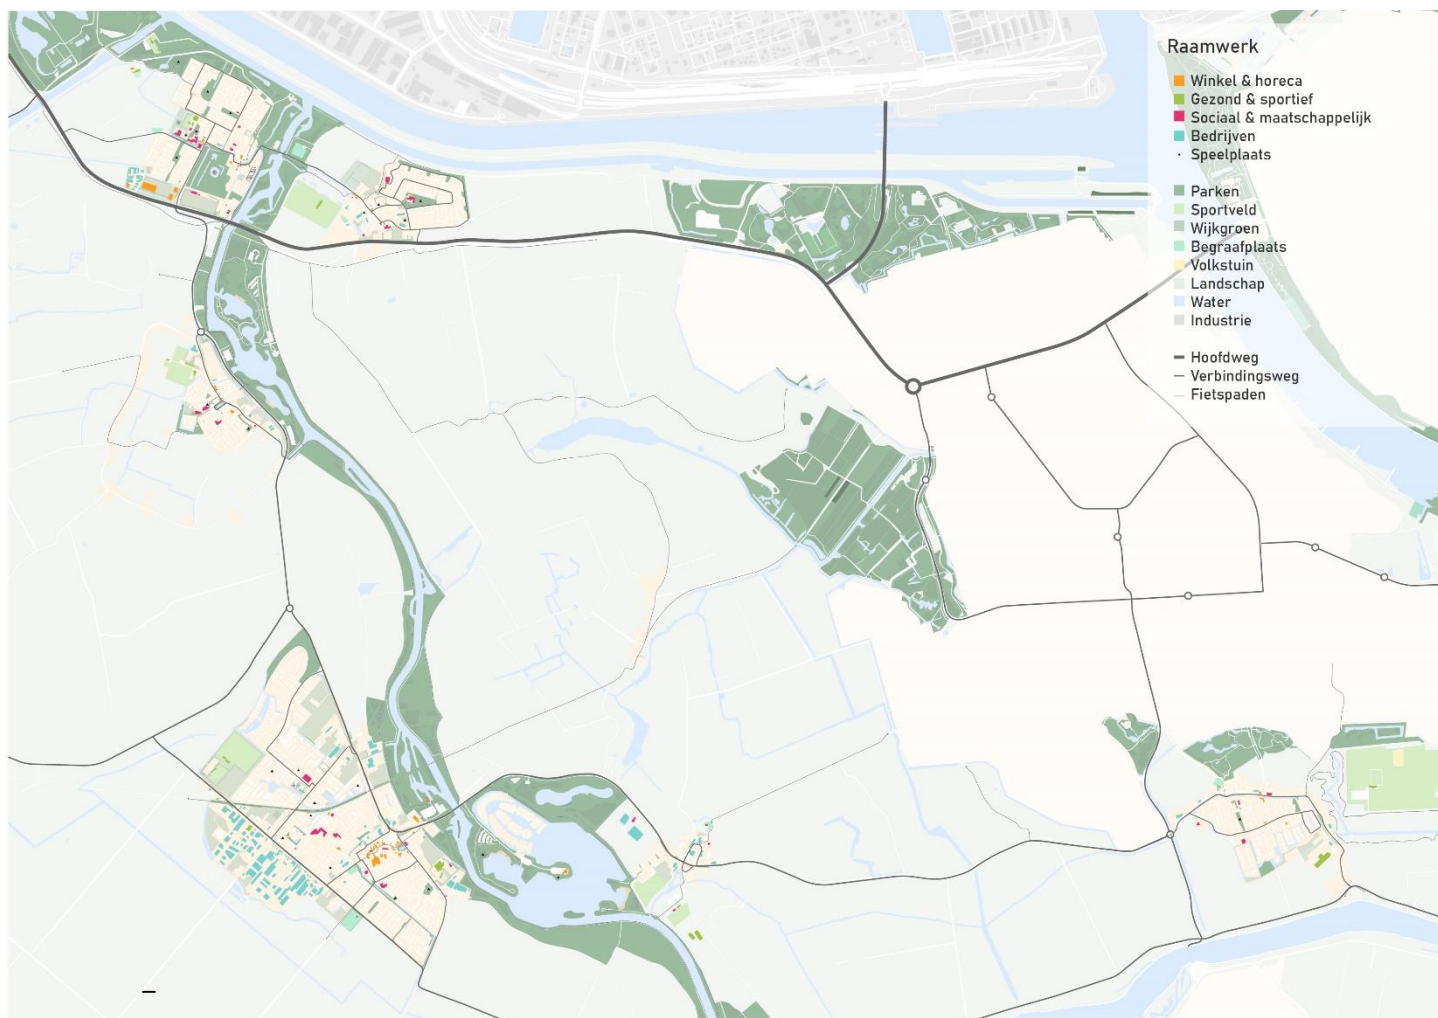 Raamwerk
Winkel & horeca
Gezond & sportief
Sociaal & maatschappelijk
Bedrijven
Speelplaats
Parken
Sportveld
Wijkgroen
Begraafplaats
Volkstuin
Landschap
Water
Industrie
Hoofdweg
Verbindingsweg
Fietspaden